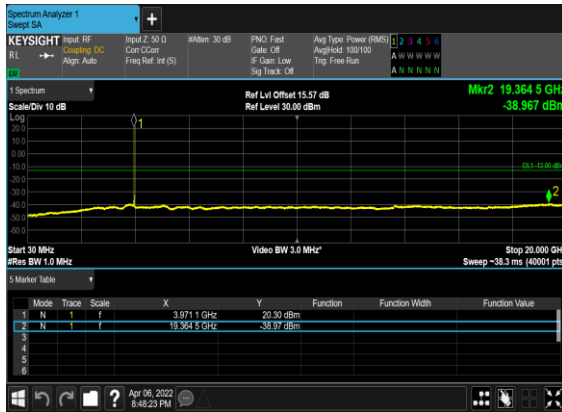 Spectrum Analyzer 1
Swept SA
+
KEYSIGHT Input: RF Input Z: 50 Ω #Atten: 30 dB PNO: Fast Avg Type: Power (RMS) 1 2 3 4 5 6
RL Coupling: DC Corr CCorr Gate: Off Avg|Hold: 100/100 A W W W W W
Align: Auto Freq Ref: Int (S) IF Gain: Low Trig: Free Run
Sig Track: Off A N N N N N
1 Spectrum Ref Lvl Offset 15.57 dB Mkr2 19.364 5 GHz
Scale/Div 10 dB Ref Level 30.00 dBm -38.967 dBm
Log
1
20.0
10.0
0.00
-10.0 DL1 -13.00 dBm
-20.0
-30.0 2
-40.0
-50.0
-60.0
Start 30 MHz Video BW 3.0 MHz* Stop 20.000 GHz
#Res BW 1.0 MHz Sweep ~38.3 ms (40001 pts)
5 Marker Table
Mode Trace Scale X Y Function Function Width Function Value
1 N 1 f 3.971 1 GHz 20.30 dBm
2 N 1 f 19.364 5 GHz -38.97 dBm
3
4
5
6
? Apr 06, 2022
8:48:23 PM